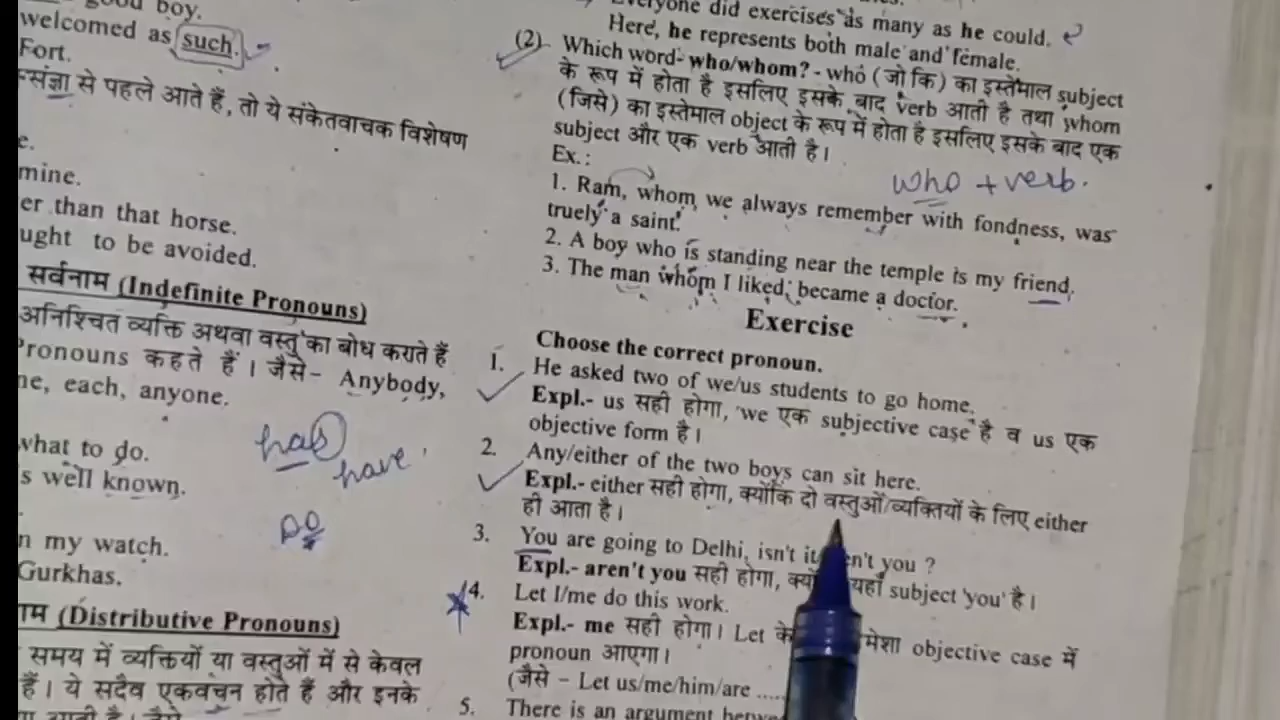 good boy.
welcomed as such.
Fort.
संज्ञा से पहले आते हैं, तो ये संकेतवाचक विशेषण
e.
mine.
er than that horse.
ught to be avoided.
सर्वनाम (Indefinite Pronouns)
अनिश्चित व्यक्ति अथवा वस्तु का बोध कराते हैं
Pronouns कहते हैं। जैसे- Anybody,
ne, each, anyone.
has
have
what to do.
s well known.
n my watch.
Gurkhas.
नाम (Distributive Pronouns)
समय में व्यक्तियों या वस्तुओं में से केवल
हैं। ये सदैव एकवचन होते हैं और इनके
Everyone did exercises as many as he could.
Here, he represents both male and female.
(2) Which word- who/whom? - who (जो कि) का इस्तेमाल subject
के रूप में होता है इसलिए इसके बाद verb आती है तथा whom
(जिसे) का इस्तेमाल object के रूप में होता है इसलिए इसके बाद एक
subject और एक verb आती है।
Ex.:
who + verb.
1. Ram, whom we always remember with fondness, was
truely a saint.
2. A boy who is standing near the temple is my friend.
3. The man whom I liked, became a doctor.
Exercise
Choose the correct pronoun.
1. He asked two of we/us students to go home.
Expl.- us सही होगा, we एक subjective case है व us एक
objective form है।
2. Any/either of the two boys can sit here.
Expl.- either सही होगा, क्योंकि दो वस्तुओं/व्यक्तियों के लिए either
ही आता है।
3. You are going to Delhi, isn't it en't you ?
Expl.- aren't you सही होगा, यहाँ subject 'you' है।
4. Let I/me do this work.
Expl.- me सही होगा। Let के मेशा objective case में
pronoun आएगा।
(जैसे - Let us/me/him/are .....
5. There is an argument